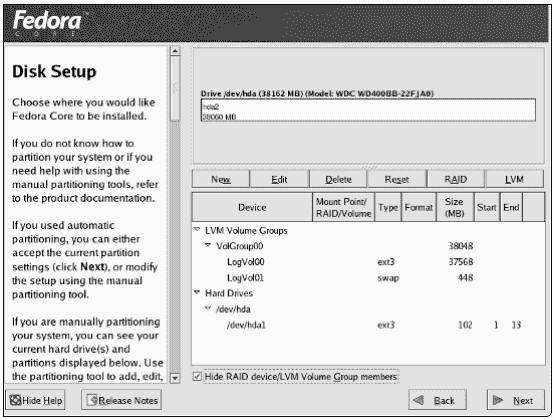 Fedora
CORE
Disk Setup
Choose where you would like
Fedora Core to be installed.
If you do not know how to
partition your system or if you
need help with using the
manual partitioning tools, refer
to the product documentation.
If you used automatic
partitioning, you can either
accept the current partition
settings (click Next), or modify
the setup using the manual
partitioning tool.
If you are manually partitioning
your system, you can see your
current hard drive(s) and
partitions displayed below. Use
the partitioning tool to add, edit,
Drive /dev/hda (38162 MB) (Model: WDC WD400BB-22FJA0)
hda2
38060 MB
New Edit Delete Reset RAID LVM
Device Mount Point/ RAID/Volume Type Format Size (MB) Start End
LVM Volume Groups
VolGroup00 38048
LogVol00 ext3 37568
LogVol01 swap 448
Hard Drives
/dev/hda
/dev/hda1 ext3 102 1 13
Hide RAID device/LVM Volume Group members
Hide Help Release Notes Back Next